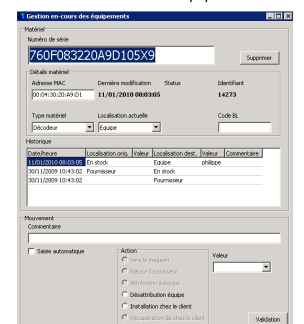 Gestion en-cours des équipements
Matériel
Numéro de série
760F083220A9D105X9
Supprimer
Détails matériel
Adresse MAC Dernière modification Status Identifiant
00:04:30:20:A9:D1 11/01/2010 08:03:05 14273
Type matériel Localisation actuelle Code BL
Décodeur Equipe
Historique
Date/heure Localisation orig. Valeur Localisation dest. Valeur Commentaire
11/01/2010 08:03:05 En stock Equipe philippe
30/11/2009 10:43:02 Fournisseur En stock
30/11/2009 10:43:02 Fournisseur
Mouvement
Commentaire
Saisie automatique
Action
Valeur
Vers le magasin
Retour fournisseur
Attribution à équipe
Désattribution équipe
Installation chez le client
Récupération de chez le client
Validation